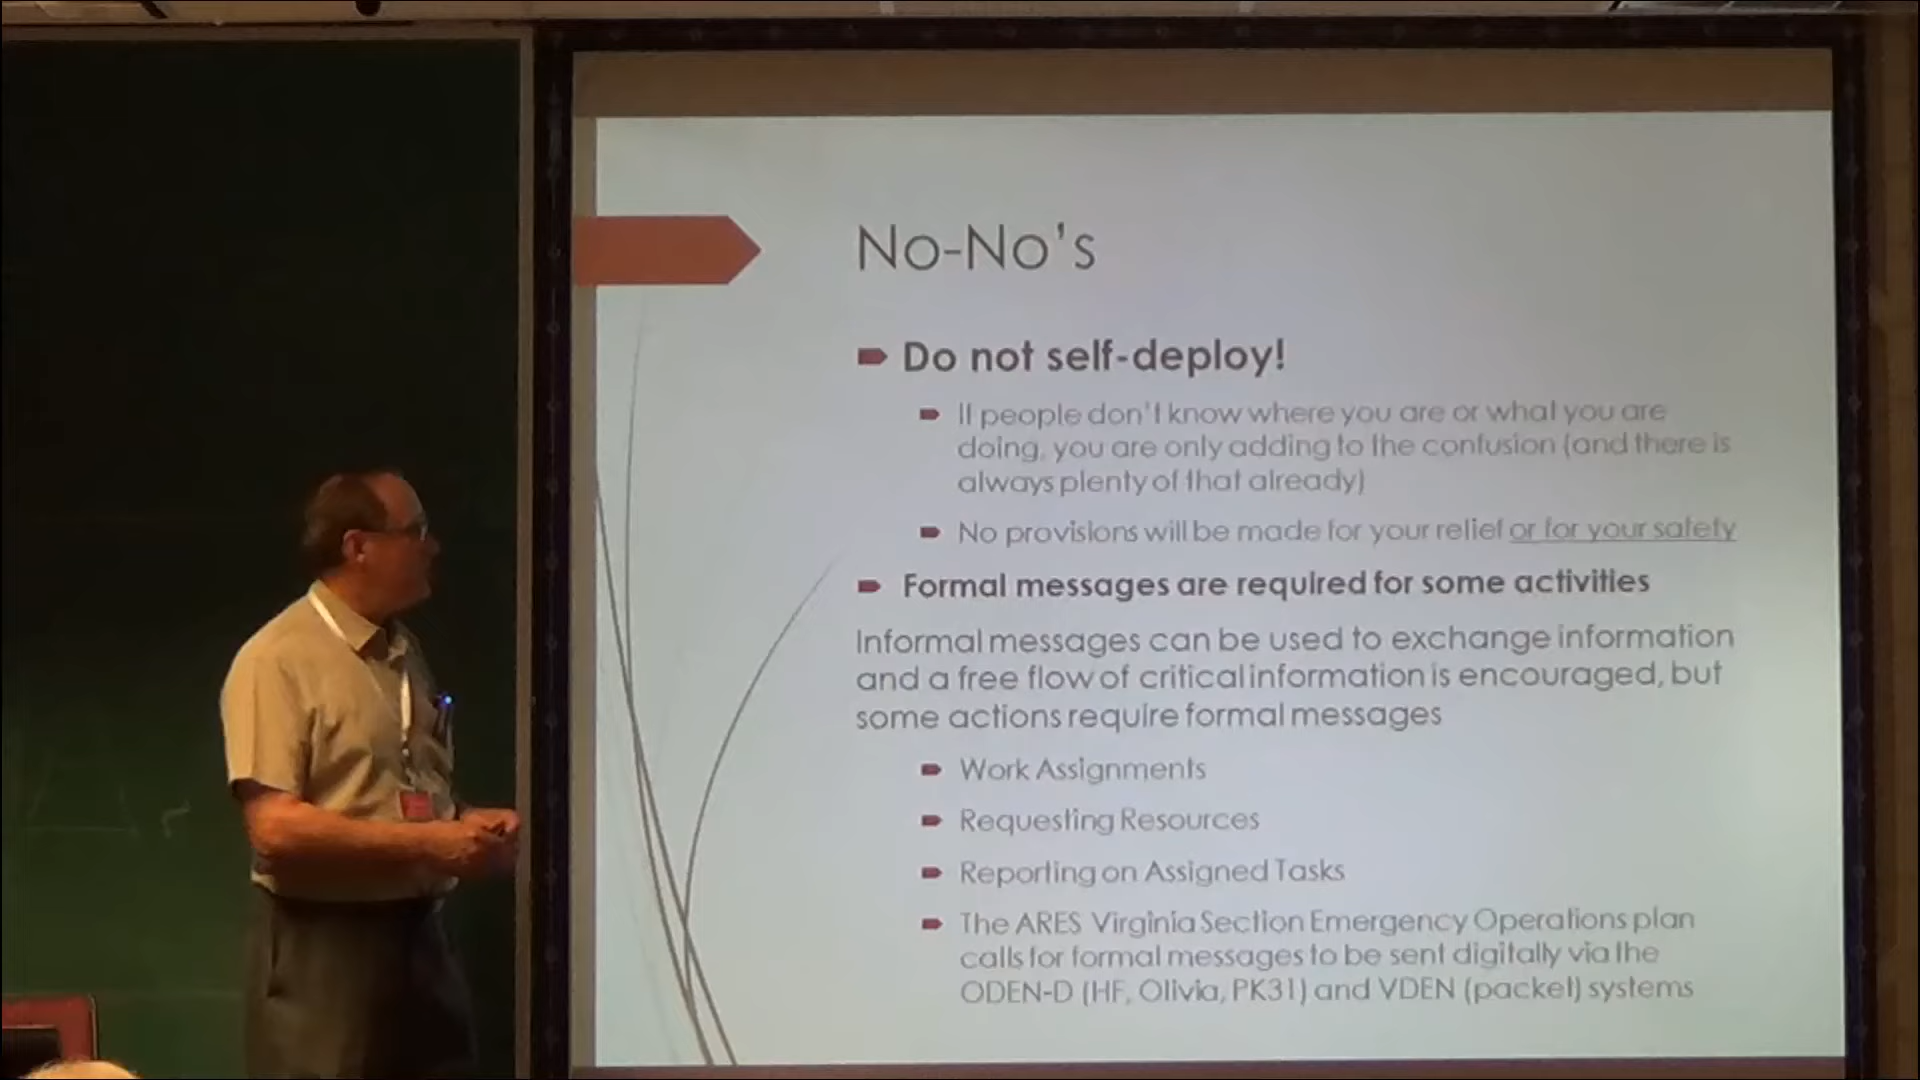 No-No's
Do not self-deploy!
If people don't know where you are or what you are
doing, you are only adding to the confusion (and there is
always plenty of that already)
No provisions will be made for your relief or for your safety
Formal messages are required for some activities
Informal messages can be used to exchange information
and a free flow of critical information is encouraged, but
some actions require formal messages
Work Assignments
Requesting Resources
Reporting on Assigned Tasks
The ARES Virginia Section Emergency Operations plan
calls for formal messages to be sent digitally via the
ODEN-D (HF, Olivia, PK31) and VDEN (packet) systems